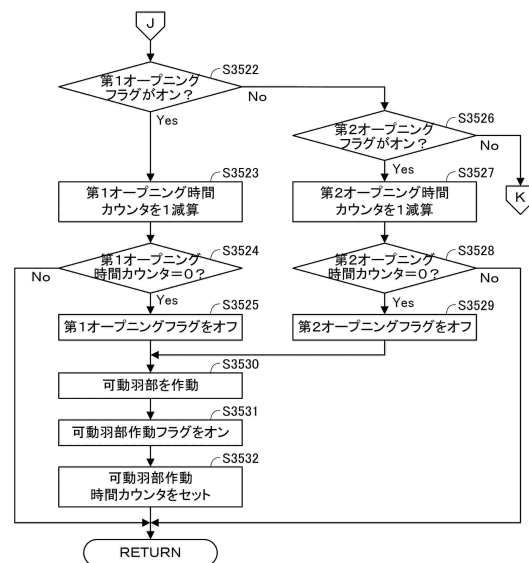 J
S3522
第1オープニング
フラグがオン?
No
Yes
S3526
第2オープニング
フラグがオン?
No
Yes
K
S3523
第1オープニング時間
カウンタを1減算
S3527
第2オープニング時間
カウンタを1減算
S3524
第1オープニング
時間カウンタ=0?
No
Yes
S3528
第2オープニング
時間カウンタ=0?
No
Yes
S3525
第1オープニングフラグをオフ
S3529
第2オープニングフラグをオフ
S3530
可動羽部を作動
S3531
可動羽部作動フラグをオン
S3532
可動羽部作動
時間カウンタをセット
RETURN